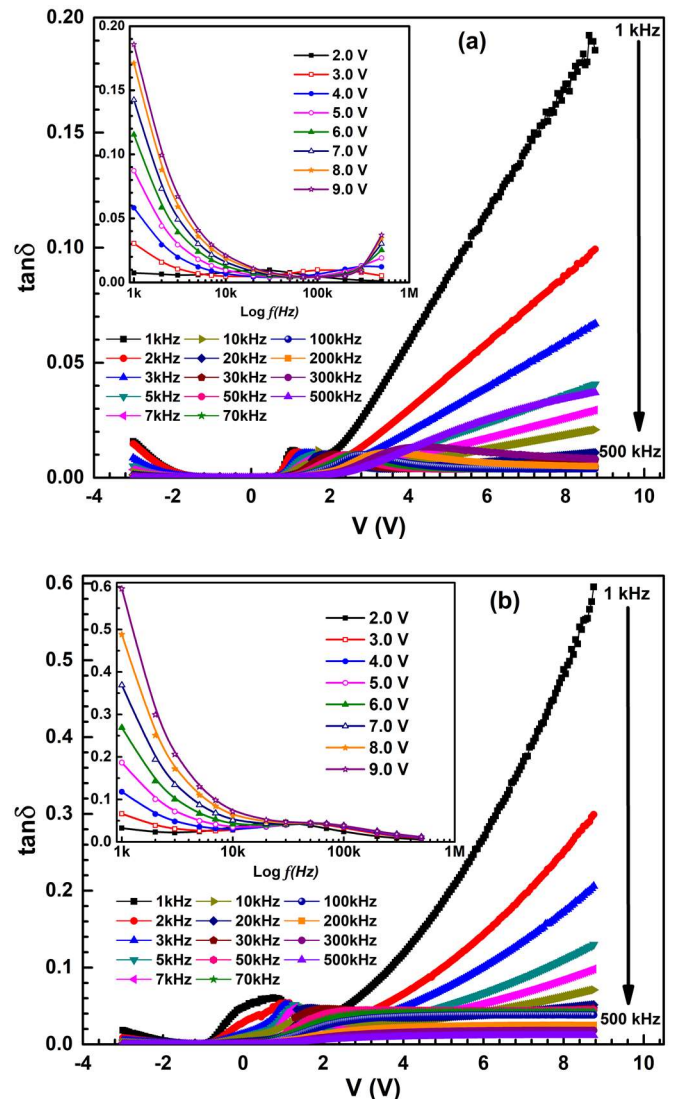 0.20
0.15
0.10
0.05
0.00
tanδ
-4 -2 0 2 4 6 8 10
V (V)
(a)
1 kHz
500 kHz
0.20
0.15
0.10
0.05
0.00
1k 10k 100k 1M
Log f(Hz)
2.0 V
3.0 V
4.0 V
5.0 V
6.0 V
7.0 V
8.0 V
9.0 V
1kHz 10kHz 100kHz
2kHz 20kHz 200kHz
3kHz 30kHz 300kHz
5kHz 50kHz 500kHz
7kHz 70kHz
0.6
0.5
0.4
0.3
0.2
0.1
0.0
tanδ
-4 -2 0 2 4 6 8 10
V (V)
(b)
1 kHz
500 kHz
0.6
0.5
0.4
0.3
0.2
0.1
0.0
1k 10k 100k 1M
Log f(Hz)
2.0 V
3.0 V
4.0 V
5.0 V
6.0 V
7.0 V
8.0 V
9.0 V
1kHz 10kHz 100kHz
2kHz 20kHz 200kHz
3kHz 30kHz 300kHz
5kHz 50kHz 500kHz
7kHz 70kHz